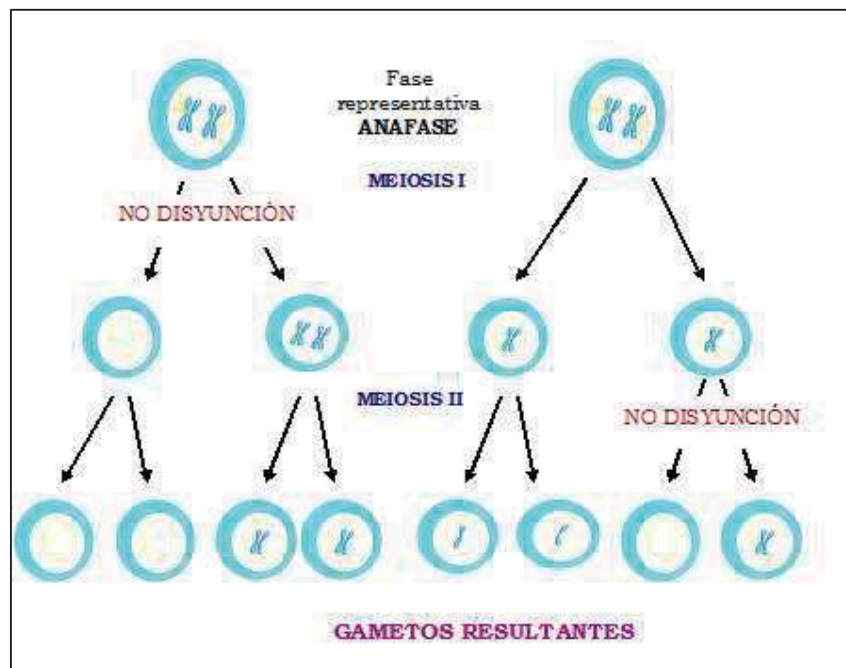 Fase
representativa
ANAFASE
MEIOSIS I
NO DISYUNCIÓN
MEIOSIS II
NO DISYUNCIÓN
GAMETOS RESULTANTES